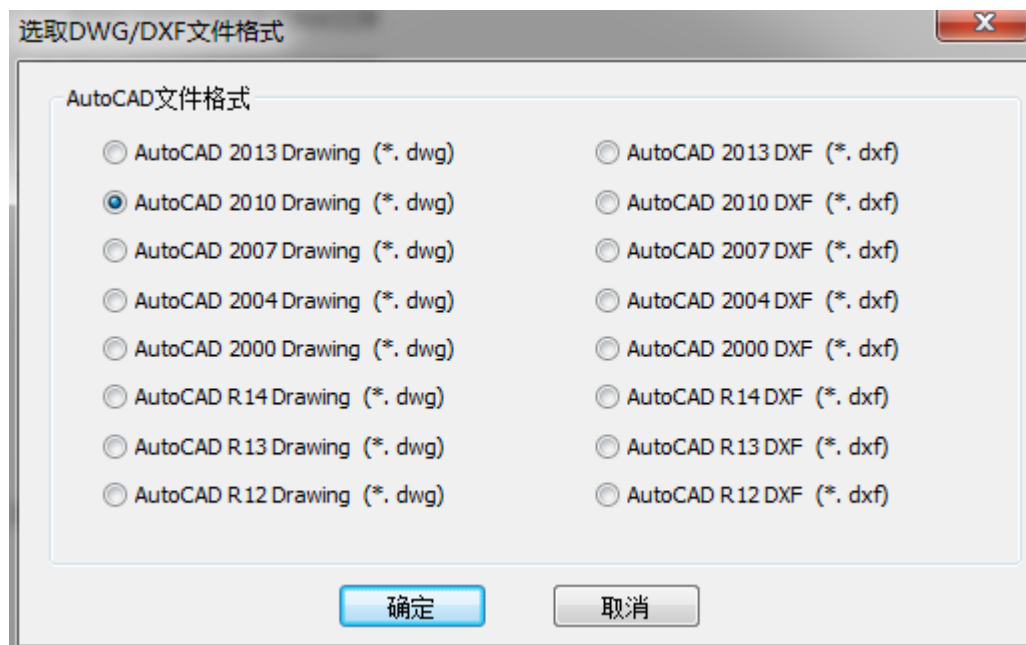 选取DWG/DXF文件格式
AutoCAD文件格式
AutoCAD 2013 Drawing (*. dwg)
AutoCAD 2013 DXF (*. dxf)
AutoCAD 2010 Drawing (*. dwg)
AutoCAD 2010 DXF (*. dxf)
AutoCAD 2007 Drawing (*. dwg)
AutoCAD 2007 DXF (*. dxf)
AutoCAD 2004 Drawing (*. dwg)
AutoCAD 2004 DXF (*. dxf)
AutoCAD 2000 Drawing (*. dwg)
AutoCAD 2000 DXF (*. dxf)
AutoCAD R14 Drawing (*. dwg)
AutoCAD R14 DXF (*. dxf)
AutoCAD R13 Drawing (*. dwg)
AutoCAD R13 DXF (*. dxf)
AutoCAD R12 Drawing (*. dwg)
AutoCAD R12 DXF (*. dxf)
确定
取消